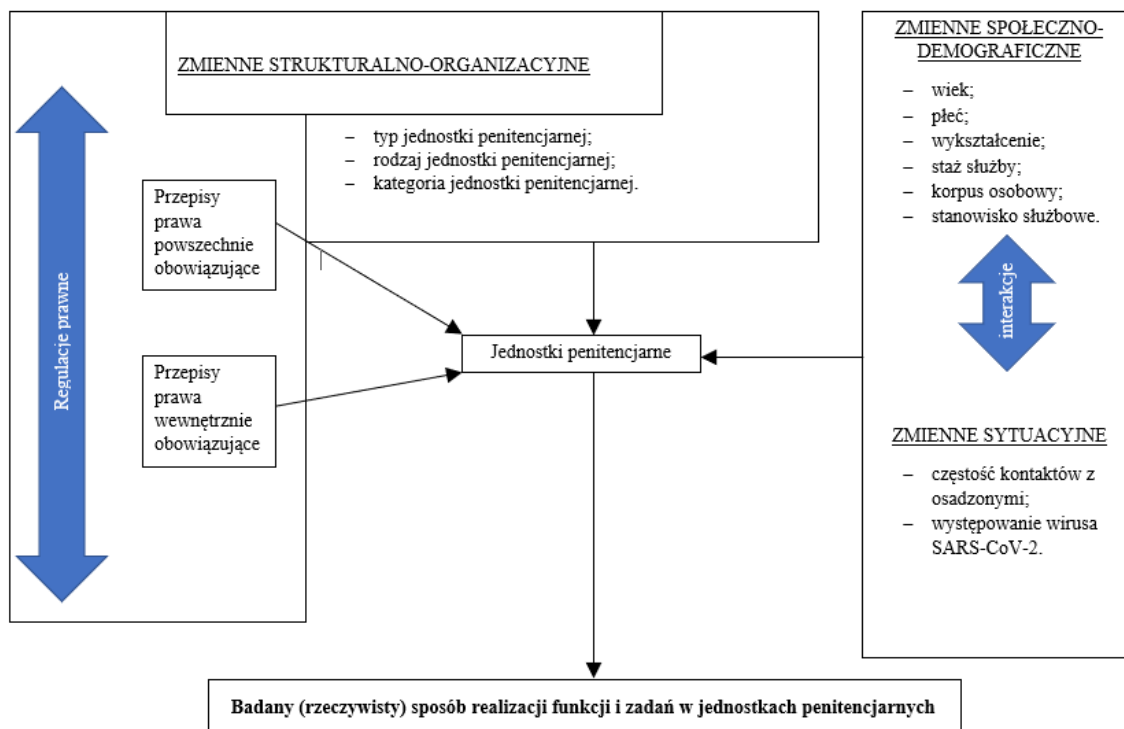 ZMIENNE STRUKTURALNO-ORGANIZACYJNE
– typ jednostki penitencjarnej;
– rodzaj jednostki penitencjarnej;
– kategoria jednostki penitencjarnej.
Regulacje prawne
Przepisy
prawa
powszechnie
obowiązujące
Przepisy
prawa
wewnętrznie
obowiązujące
Jednostki penitencjarne
ZMIENNE SPOŁECZNO-
DEMOGRAFICZNE
– wiek;
– płeć;
– wykształcenie;
– staż służby;
– korpus osobowy;
– stanowisko służbowe.
interakcje
ZMIENNE SYTUACYJNE
– częstość kontaktów z
osadzonymi;
– występowanie wirusa
SARS-CoV-2.
Badany (rzeczywisty) sposób realizacji funkcji i zadań w jednostkach penitencjarnych